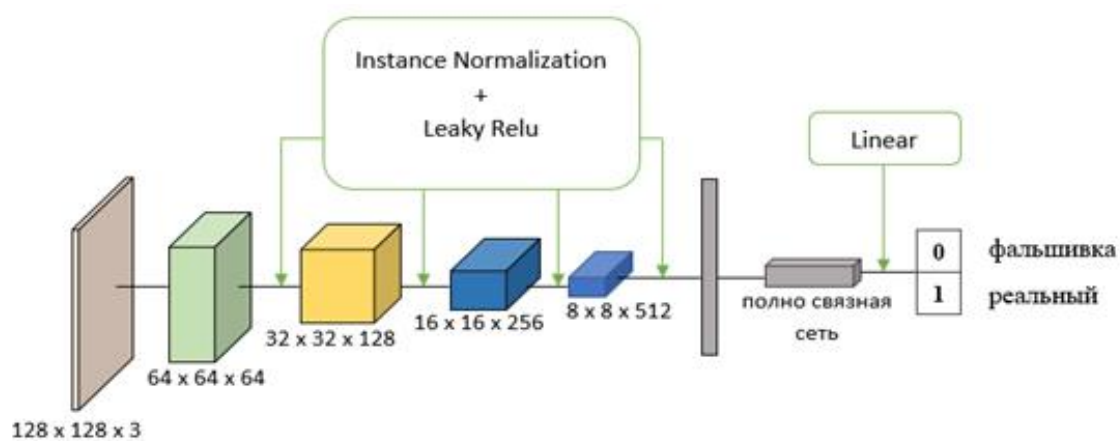 Instance Normalization
+
Leaky Relu
Linear
128 x 128 x 3
64 x 64 x 64
32 x 32 x 128
16 x 16 x 256
8 x 8 x 512
полно связная
сеть
0 фальшивка
1 реальный